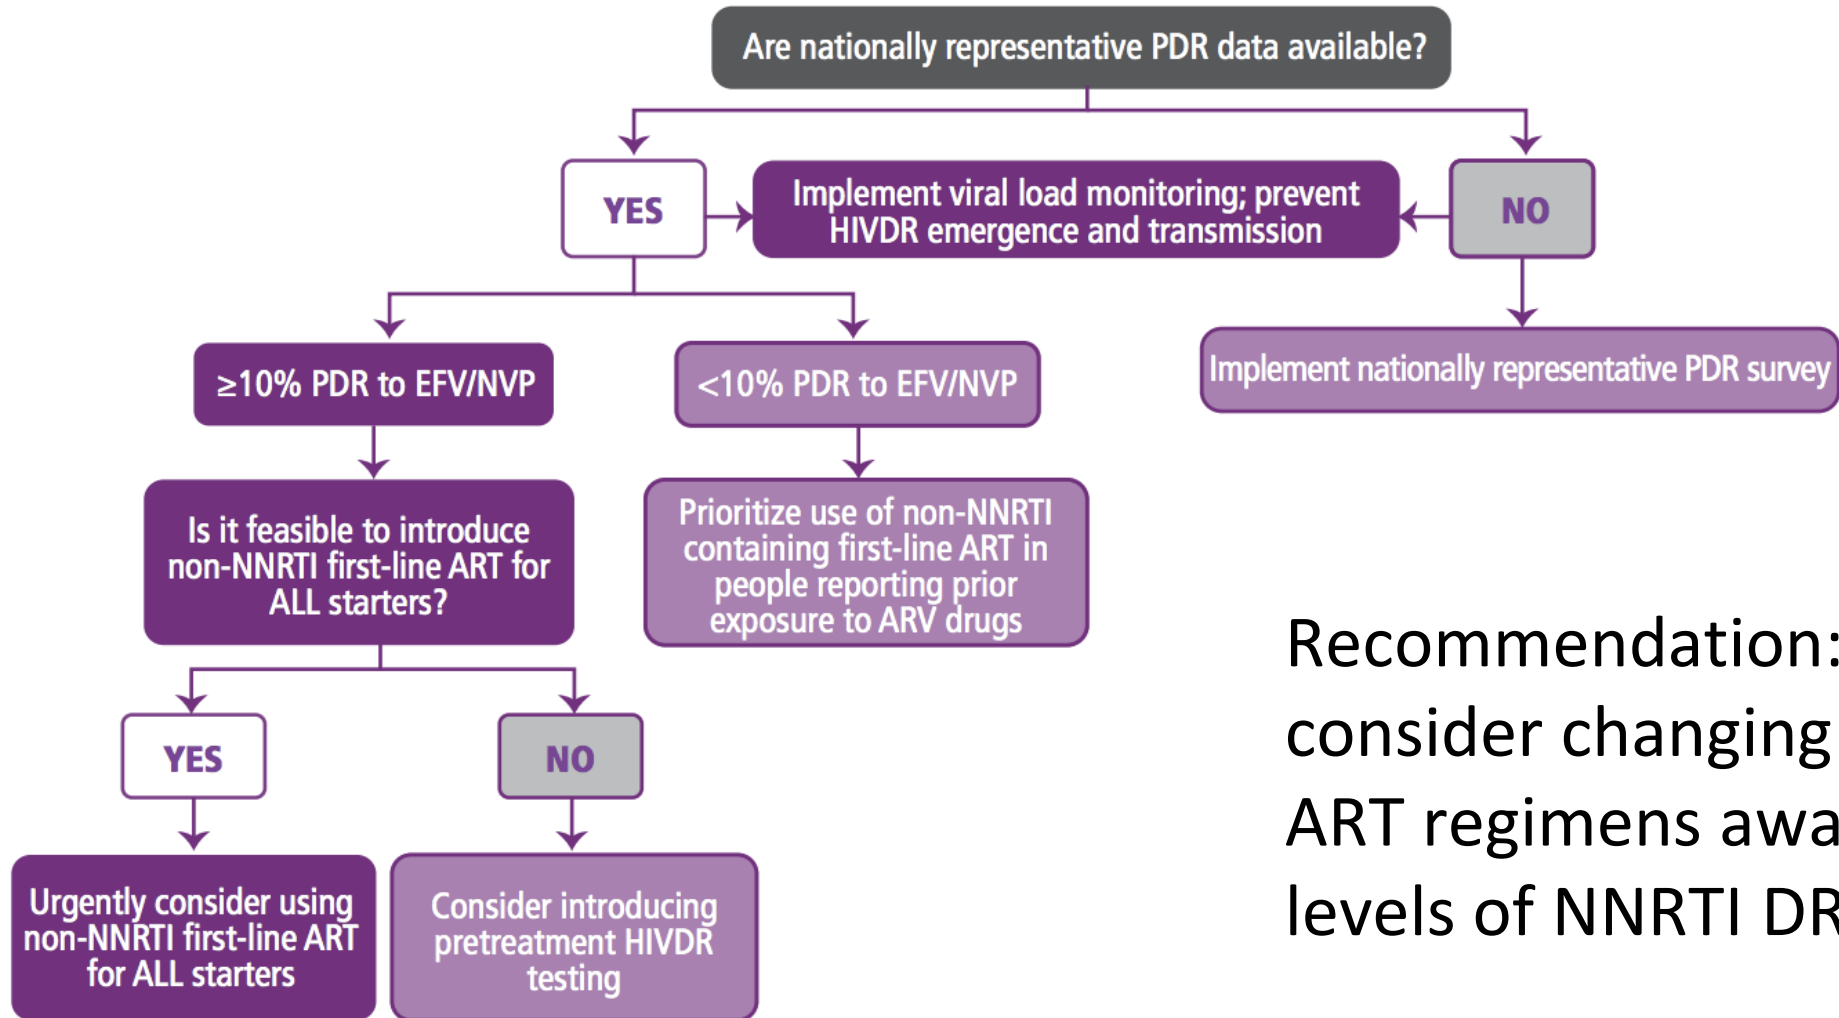 Are nationally representative PDR data available?
YES
Implement viral load monitoring; prevent
HIVDR emergence and transmission
NO
≥10% PDR to EFV/NVP
<10% PDR to EFV/NVP
Implement nationally representative PDR survey
Is it feasible to introduce
non-NNRTI first-line ART for
ALL starters?
Prioritize use of non-NNRTI
containing first-line ART in
people reporting prior
exposure to ARV drugs
YES
NO
Urgently consider using
non-NNRTI first-line ART
for ALL starters
Consider introducing
pretreatment HIVDR
testing
Recommendation:
consider changing
ART regimens
levels of NNRTI